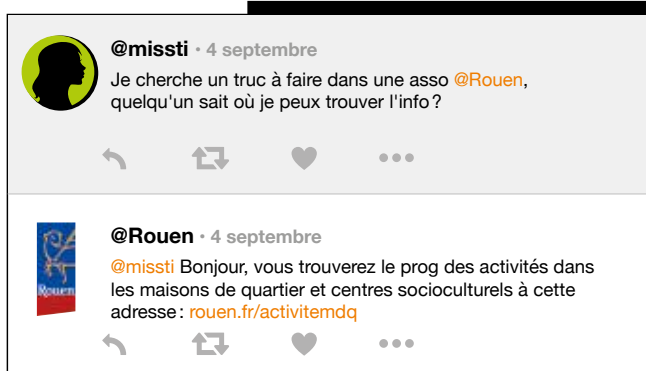 @missti · 4 septembre
Je cherche un truc à faire dans une asso @Rouen,
quelqu'un sait où je peux trouver l'info ?
@Rouen · 4 septembre
Rouen
@missti Bonjour, vous trouverez le prog des activités dans
les maisons de quartier et centres socioculturels à cette
adresse : rouen.fr/activitemdq